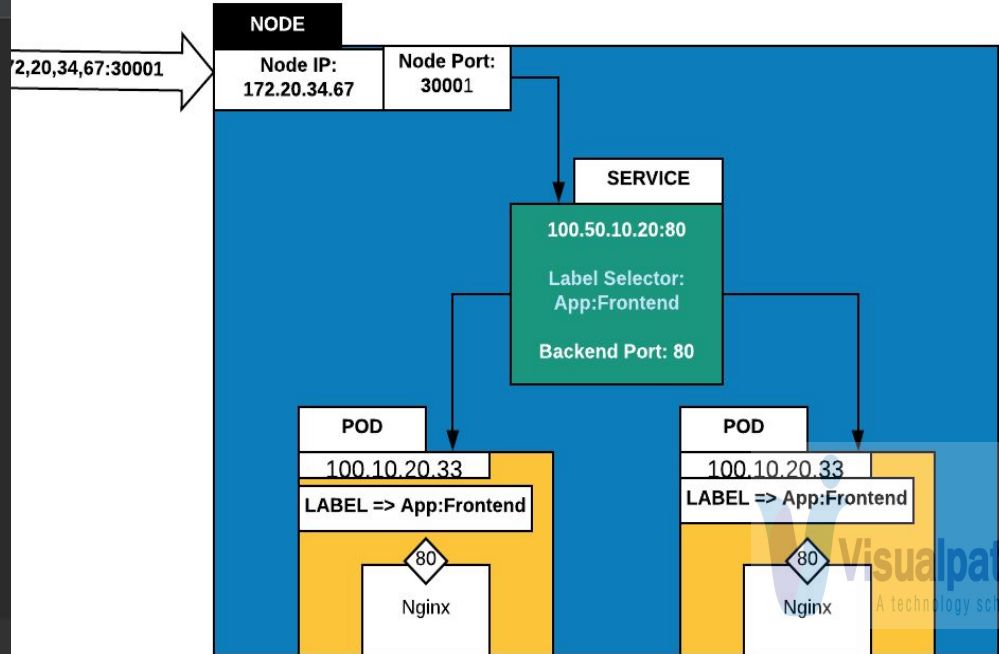 NODE
72,20,34,67:30001
Node IP:
172.20.34.67
Node Port:
30001
SERVICE
100.50.10.20:80
Label Selector:
App:Frontend
Backend Port: 80
POD
100.10.20.33
LABEL => App:Frontend
80
Nginx
POD
100.10.20.33
LABEL => App:Frontend
80
Nginx
Visualpat
A technology sch